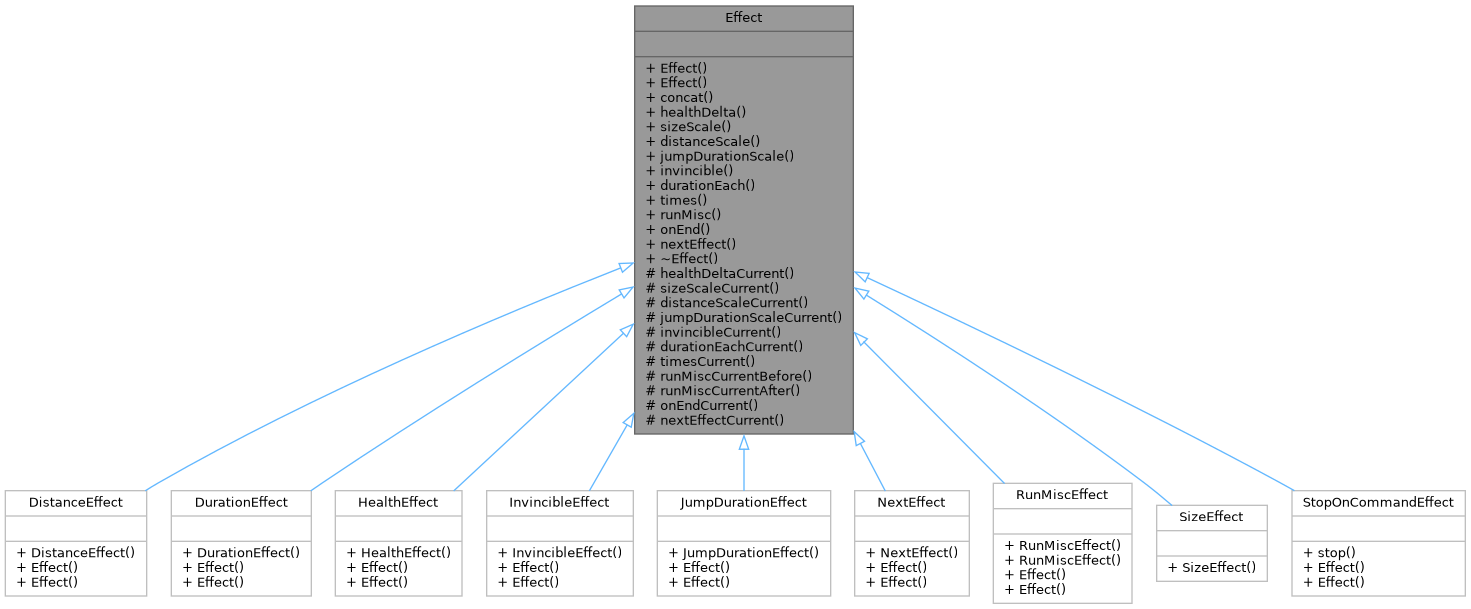 Effect
+ Effect()
+ Effect()
+ concat()
+ healthDelta()
+ sizeScale()
+ distanceScale()
+ jumpDurationScale()
+ invincible()
+ durationEach()
+ times()
+ runMisc()
+ onEnd()
+ nextEffect()
+ ~Effect()
# healthDeltaCurrent()
# sizeScaleCurrent()
# distanceScaleCurrent()
# jumpDurationScaleCurrent()
# invincibleCurrent()
# durationEachCurrent()
# timesCurrent()
# runMiscCurrentBefore()
# runMiscCurrentAfter()
# onEndCurrent()
# nextEffectCurrent()
DistanceEffect
+ DistanceEffect()
+ Effect()
+ Effect()
DurationEffect
+ DurationEffect()
+ Effect()
+ Effect()
HealthEffect
+ HealthEffect()
+ Effect()
+ Effect()
InvincibleEffect
+ InvincibleEffect()
+ Effect()
+ Effect()
JumpDurationEffect
+ JumpDurationEffect()
+ Effect()
+ Effect()
NextEffect
+ NextEffect()
+ Effect()
+ Effect()
RunMiscEffect
+ RunMiscEffect()
+ RunMiscEffect()
+ Effect()
+ Effect()
SizeEffect
+ SizeEffect()
StopOnCommandEffect
+ stop()
+ Effect()
+ Effect()